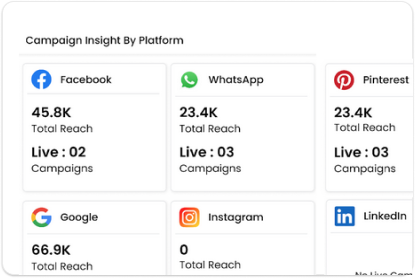 Campaign Insight By Platform
Facebook
45.8K
Total Reach
Live : 02
Campaigns
WhatsApp
23.4K
Total Reach
Live : 03
Campaigns
Pinterest
23.4K
Total Reach
Live : 03
Campaigns
Google
66.9K
Total Reach
Instagram
0
Total Reach
LinkedIn
No Live Cam